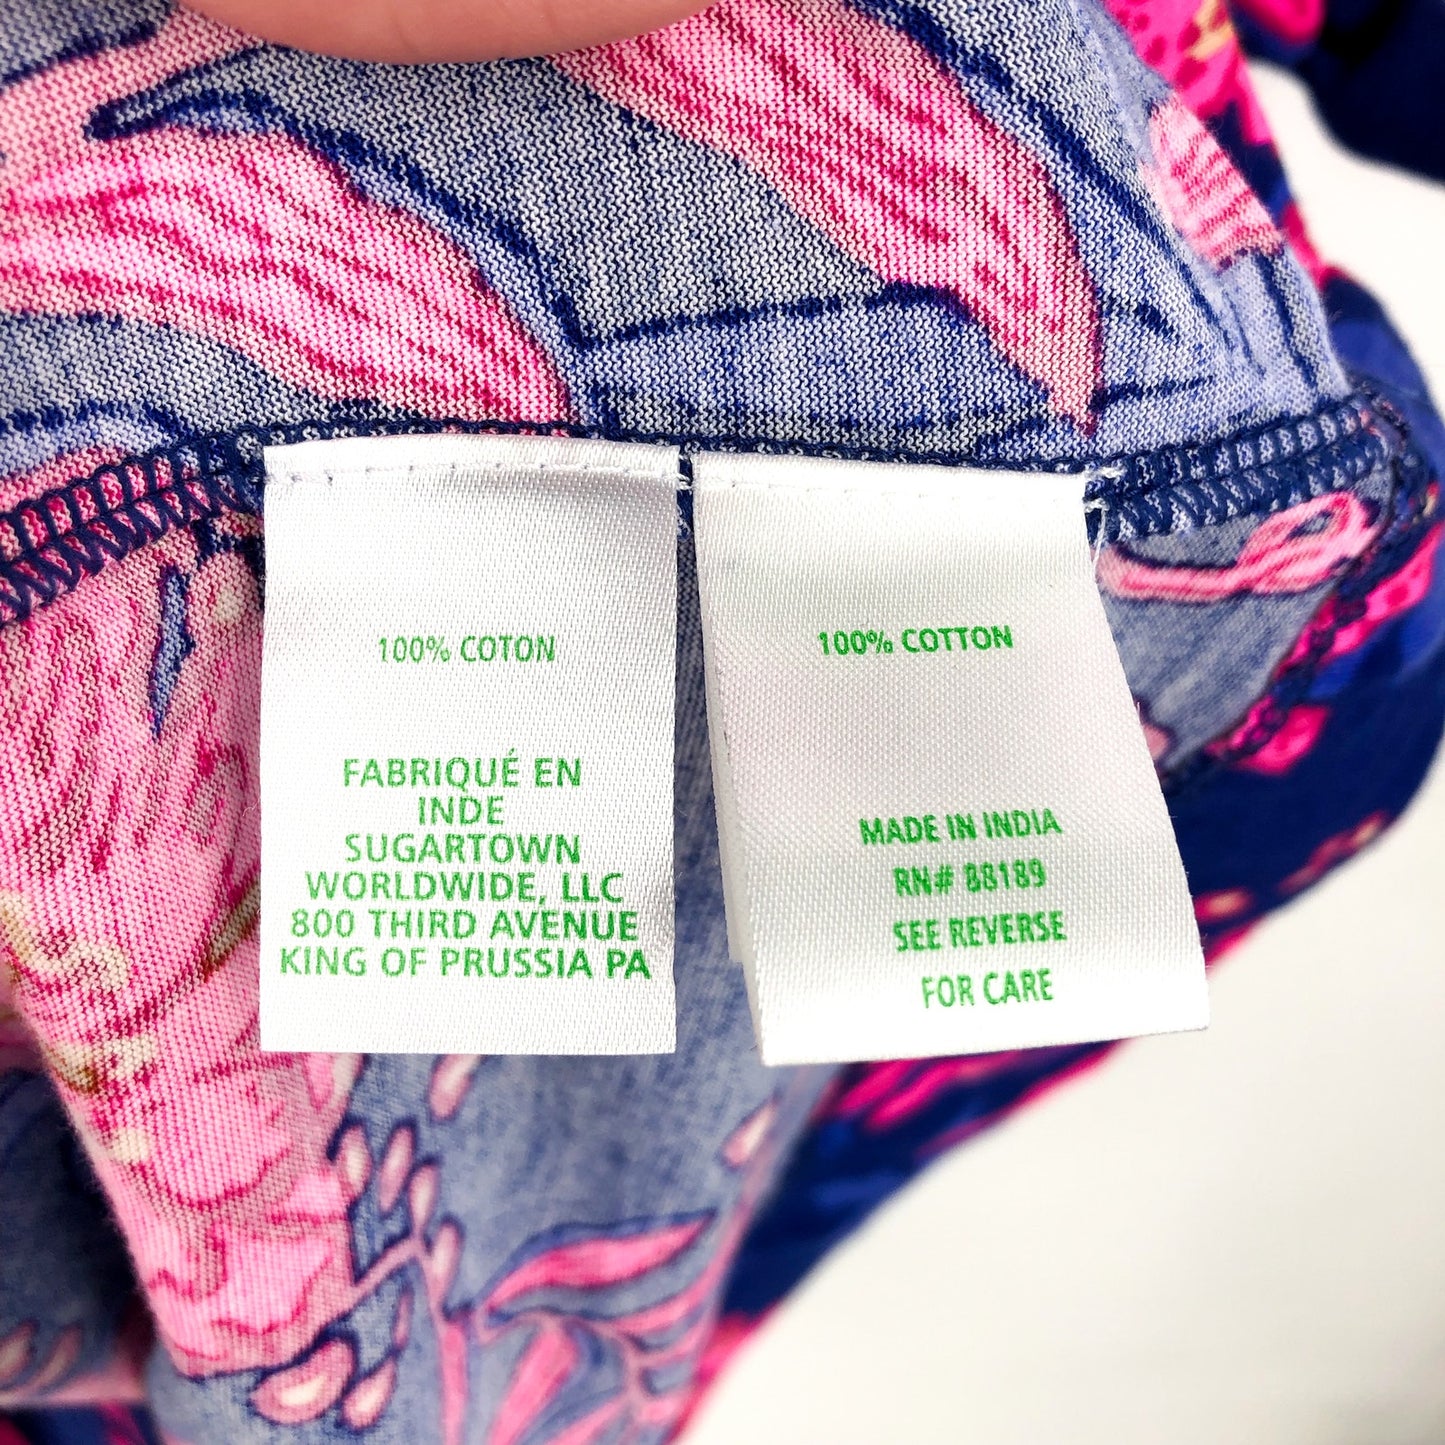 100% COTON
FABRIQUÉ EN
INDE
SUGARTOWN
WORLDWIDE, LLC
800 THIRD AVENUE
KING OF PRUSSIA PA
100% COTTON
MADE IN INDIA
RN# 88189
SEE REVERSE
FOR CARE